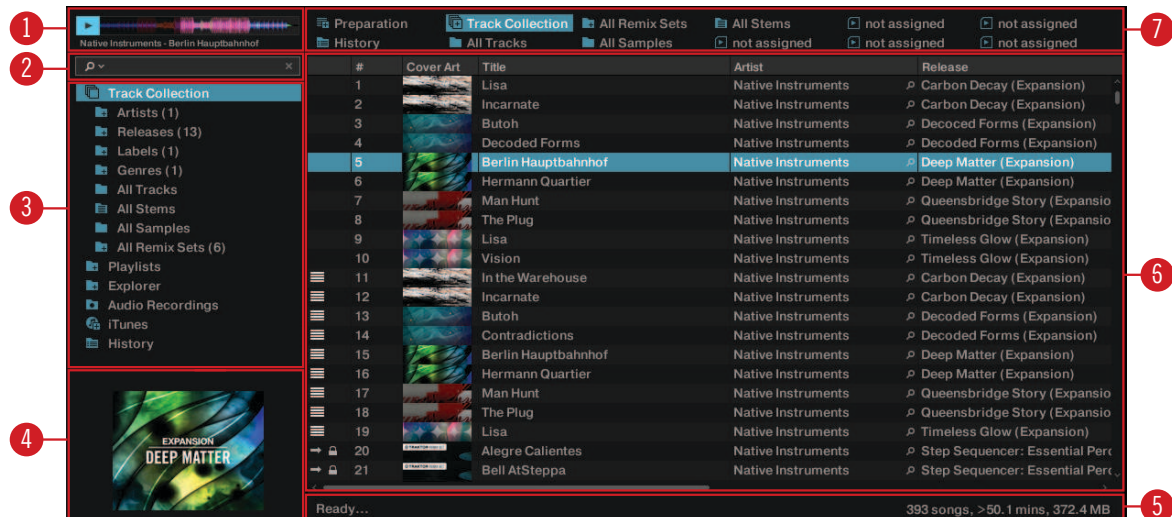 1
Native Instruments - Berlin Hauptbahnhof
Preparation Track Collection All Remix Sets All Stems not assigned not assigned
History All Tracks All Samples not assigned not assigned not assigned
7
2
3
Track Collection
Artists (1)
Releases (13)
Labels (1)
Genres (1)
All Tracks
All Stems
All Samples
All Remix Sets (6)
Playlists
Explorer
Audio Recordings
iTunes
History
4
EXPANSION
DEEP MATTER
# Cover Art Title Artist Release
1 Lisa Native Instruments Carbon Decay (Expansion)
2 Incarnate Native Instruments Carbon Decay (Expansion)
3 Butoh Native Instruments Decoced Forms (Expansion)
4 Decoded Forms Native Instruments Decoded Forms (Expansion)
5 Berlin Hauptbahnhof Native Instruments Deep Matter (Expansion)
6 Hermann Quartier Native Instruments Deep Matter (Expansion)
7 Man Hunt Native Instruments Queensbridge Story (Expansio
8 The Plug Native Instruments Queensbridge Story (Expansio
9 Lisa Native Instruments Timeless Glow (Expansion)
10 Vision Native Instruments Timeless Glow (Expansion)
11 In the Warehouse Native Instruments Carbon Decay (Expansion)
12 Incarnate Native Instruments Carbon Decay (Expansion)
13 Butoh Native Instruments Decoded Forms (Expansion)
14 Contradictions Native Instruments Decoded Forms (Expansion)
15 Berlin Hauptbahnhof Native Instruments Deep Matter (Expansion)
16 Hermann Quartier Native Instruments Deep Matter (Expansion)
17 Man Hunt Native Instruments Queensbridge Story (Expansio
18 The Plug Native Instruments Queensbridge Story (Expansio
19 Lisa Native Instruments Timeless Glow (Expansion)
20 Alegre Calientes Native Instruments Step Sequencer: Essential Perc
21 Bell AtSteppa Native Instruments Step Sequencer: Essential Perc
6
Ready... 393 songs, >50.1 mins, 372.4 MB
5